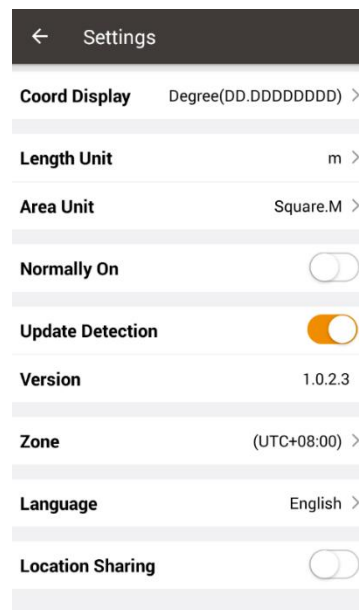 Settings
Coord Display Degree(DD.DDDDDDDD)
Length Unit m
Area Unit Square.M
Normally On
Update Detection
Version 1.0.2.3
Zone (UTC+08:00)
Language English
Location Sharing